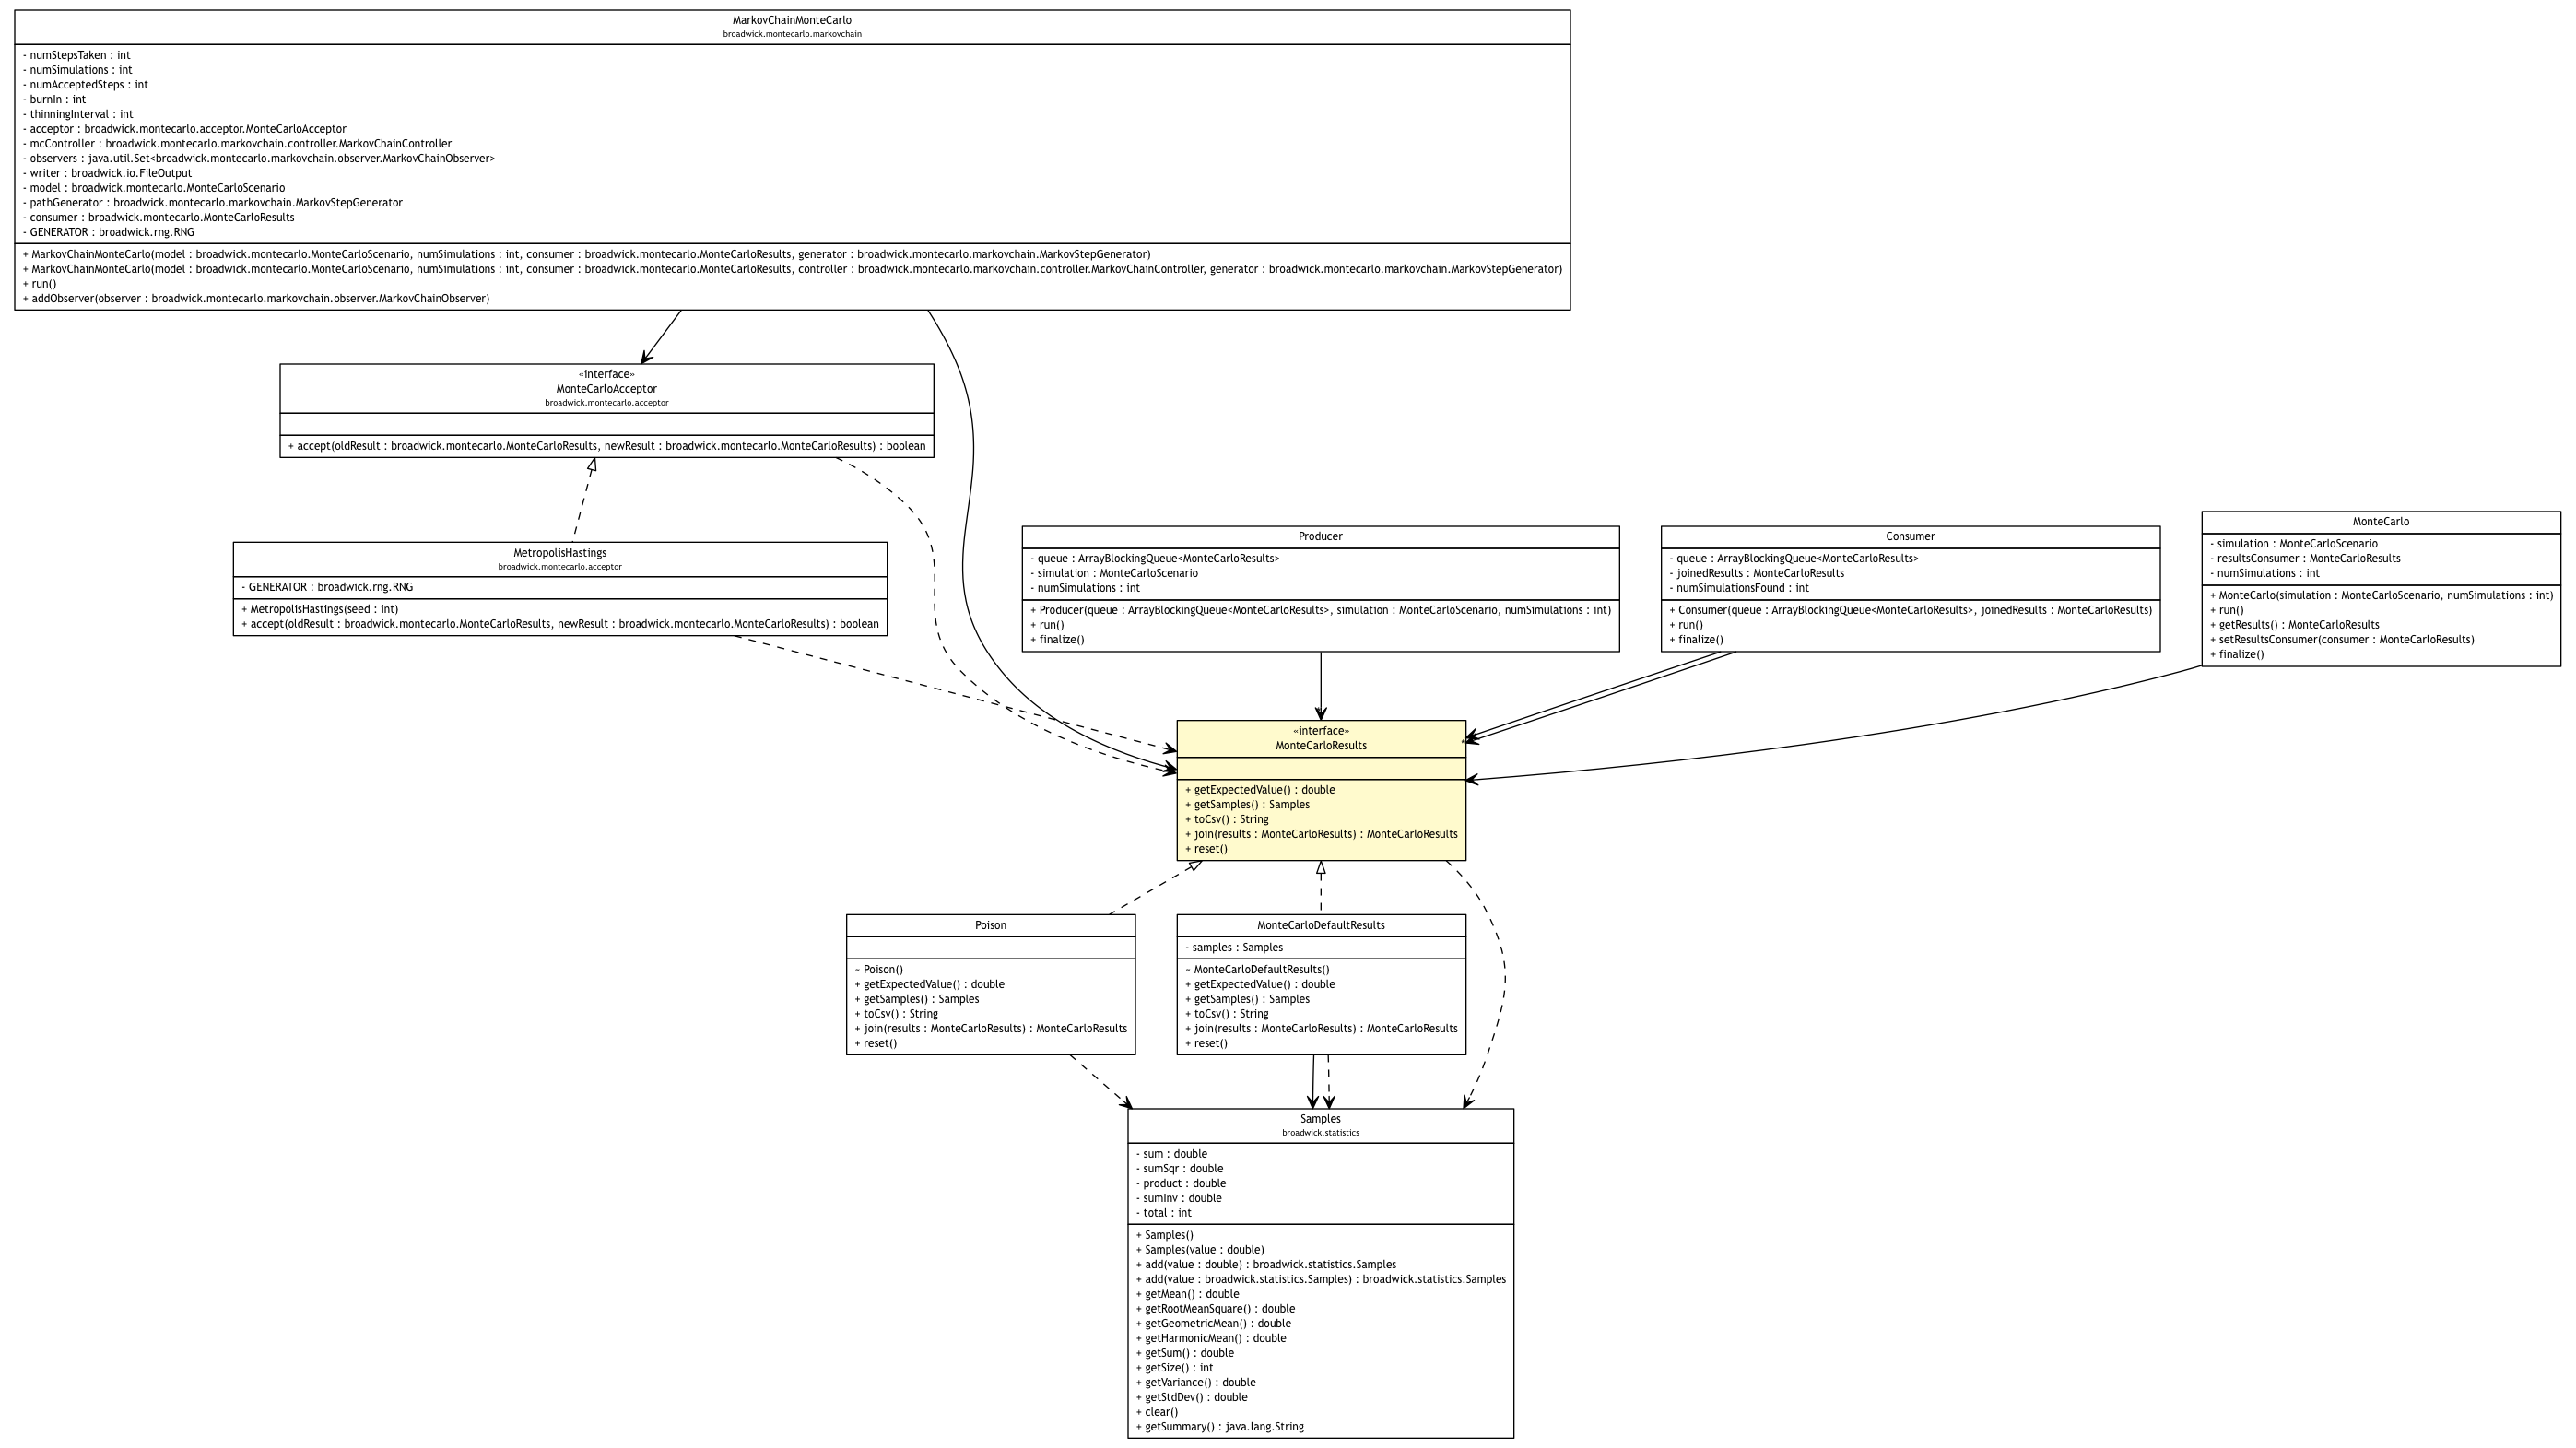 MarkovChainMonteCarlo
broadwick.montecarlo.markovchain
- numStepsTaken : int
- numSimulations : int
- numAcceptedSteps : int
- burnIn : int
- thinningInterval : int
- acceptor : broadwick.montecarlo.acceptor.MonteCarloAcceptor
- mcController : broadwick.montecarlo.markovchain.controller.MarkovChainController
- observers : java.util.Set<broadwick.montecarlo.markovchain.observer.MarkovChainObserver>
- writer : broadwick.io.FileOutput
- model : broadwick.montecarlo.MonteCarloScenario
- pathGenerator : broadwick.montecarlo.markovchain.MarkovStepGenerator
- consumer : broadwick.montecarlo.MonteCarloResults
- GENERATOR : broadwick.rng.RNG
+ MarkovChainMonteCarlo(model : broadwick.montecarlo.MonteCarloScenario, numSimulations : int, consumer : broadwick.montecarlo.MonteCarloResults, generator : broadwick.montecarlo.markovchain.MarkovStepGenerator)
+ MarkovChainMonteCarlo(model : broadwick.montecarlo.MonteCarloScenario, numSimulations : int, consumer : broadwick.montecarlo.MonteCarloResults, controller : broadwick.montecarlo.markovchain.controller.MarkovChainController, generator : broadwick.montecarlo.markovchain.MarkovStepGenerator)
+ run()
+ addObserver(observer : broadwick.montecarlo.markovchain.observer.MarkovChainObserver)
«interface»
MonteCarloAcceptor
broadwick.montecarlo.acceptor
+ accept(oldResult : broadwick.montecarlo.MonteCarloResults, newResult : broadwick.montecarlo.MonteCarloResults) : boolean
MetropolisHastings
broadwick.montecarlo.acceptor
- GENERATOR : broadwick.rng.RNG
+ MetropolisHastings(seed : int)
+ accept(oldResult : broadwick.montecarlo.MonteCarloResults, newResult : broadwick.montecarlo.MonteCarloResults) : boolean
Producer
- queue : ArrayBlockingQueue<MonteCarloResults>
- simulation : MonteCarloScenario
- numSimulations : int
+ Producer(queue : ArrayBlockingQueue<MonteCarloResults>, simulation : MonteCarloScenario, numSimulations : int)
+ run()
+ finalize()
Consumer
- queue : ArrayBlockingQueue<MonteCarloResults>
- joinedResults : MonteCarloResults
- numSimulationsFound : int
+ Consumer(queue : ArrayBlockingQueue<MonteCarloResults>, joinedResults : MonteCarloResults)
+ run()
+ finalize()
MonteCarlo
- simulation : MonteCarloScenario
- resultsConsumer : MonteCarloResults
- numSimulations : int
+ MonteCarlo(simulation : MonteCarloScenario, numSimulations : int)
+ run()
+ getResults() : MonteCarloResults
+ setResultsConsumer(consumer : MonteCarloResults)
+ finalize()
«interface»
MonteCarloResults
+ getExpectedValue() : double
+ getSamples() : Samples
+ toCsv() : String
+ join(results : MonteCarloResults) : MonteCarloResults
+ reset()
Poison
~ Poison()
+ getExpectedValue() : double
+ getSamples() : Samples
+ toCsv() : String
+ join(results : MonteCarloResults) : MonteCarloResults
+ reset()
MonteCarloDefaultResults
- samples : Samples
~ MonteCarloDefaultResults()
+ getExpectedValue() : double
+ getSamples() : Samples
+ toCsv() : String
+ join(results : MonteCarloResults) : MonteCarloResults
+ reset()
Samples
broadwick.statistics
- sum : double
- sumSqr : double
- product : double
- sumInv : double
- total : int
+ Samples()
+ Samples(value : double)
+ add(value : double) : broadwick.statistics.Samples
+ add(value : broadwick.statistics.Samples) : broadwick.statistics.Samples
+ getMean() : double
+ getRootMeanSquare() : double
+ getGeometricMean() : double
+ getHarmonicMean() : double
+ getSum() : double
+ getSize() : int
+ getVariance() : double
+ getStdDev() : double
+ clear()
+ getSummary() : java.lang.String